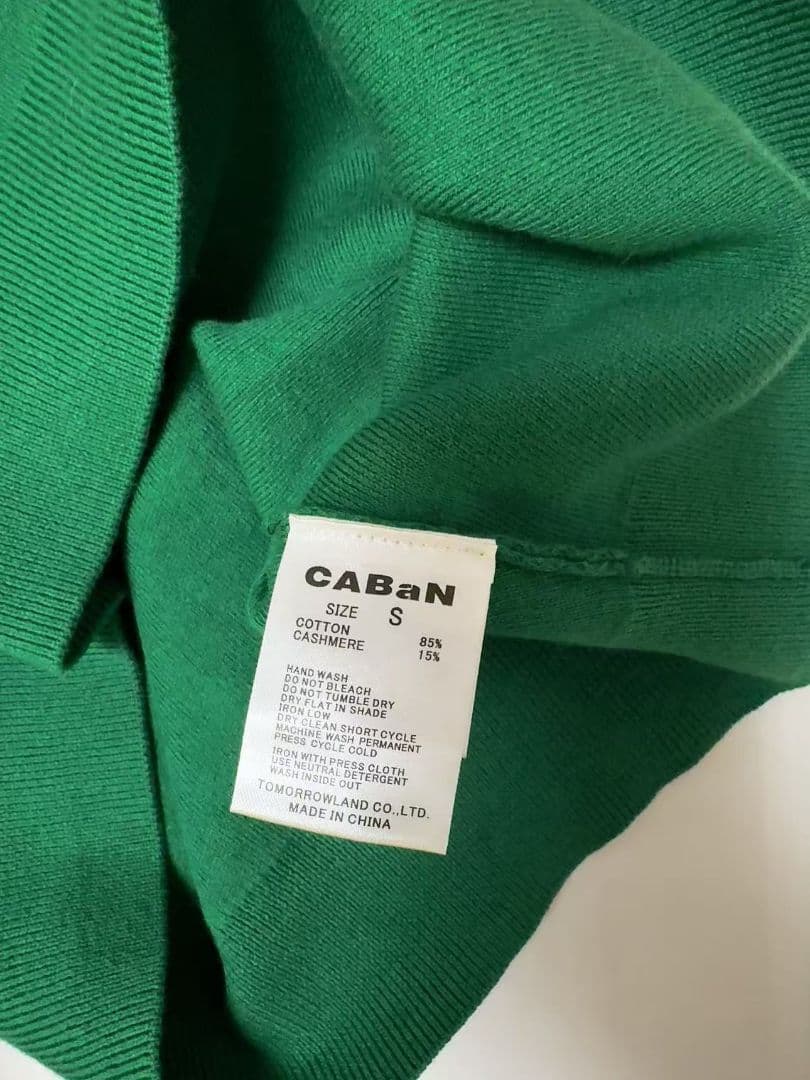 CABaN
SIZE S
COTTON 85%
CASHMERE 15%
HAND WASH
DO NOT BLEACH
DO NOT TUMBLE DRY
DRY FLAT IN SHADE
IRON LOW
DRY CLEAN SHORT CYCLE
MACHINE WASH PERMANENT
PRESS CYCLE COLD
IRON WITH PRESS CLOTH
USE NEUTRAL DETERGENT
WASH INSIDE OUT
TOMORROWLAND CO.,LTD.
MADE IN CHINA